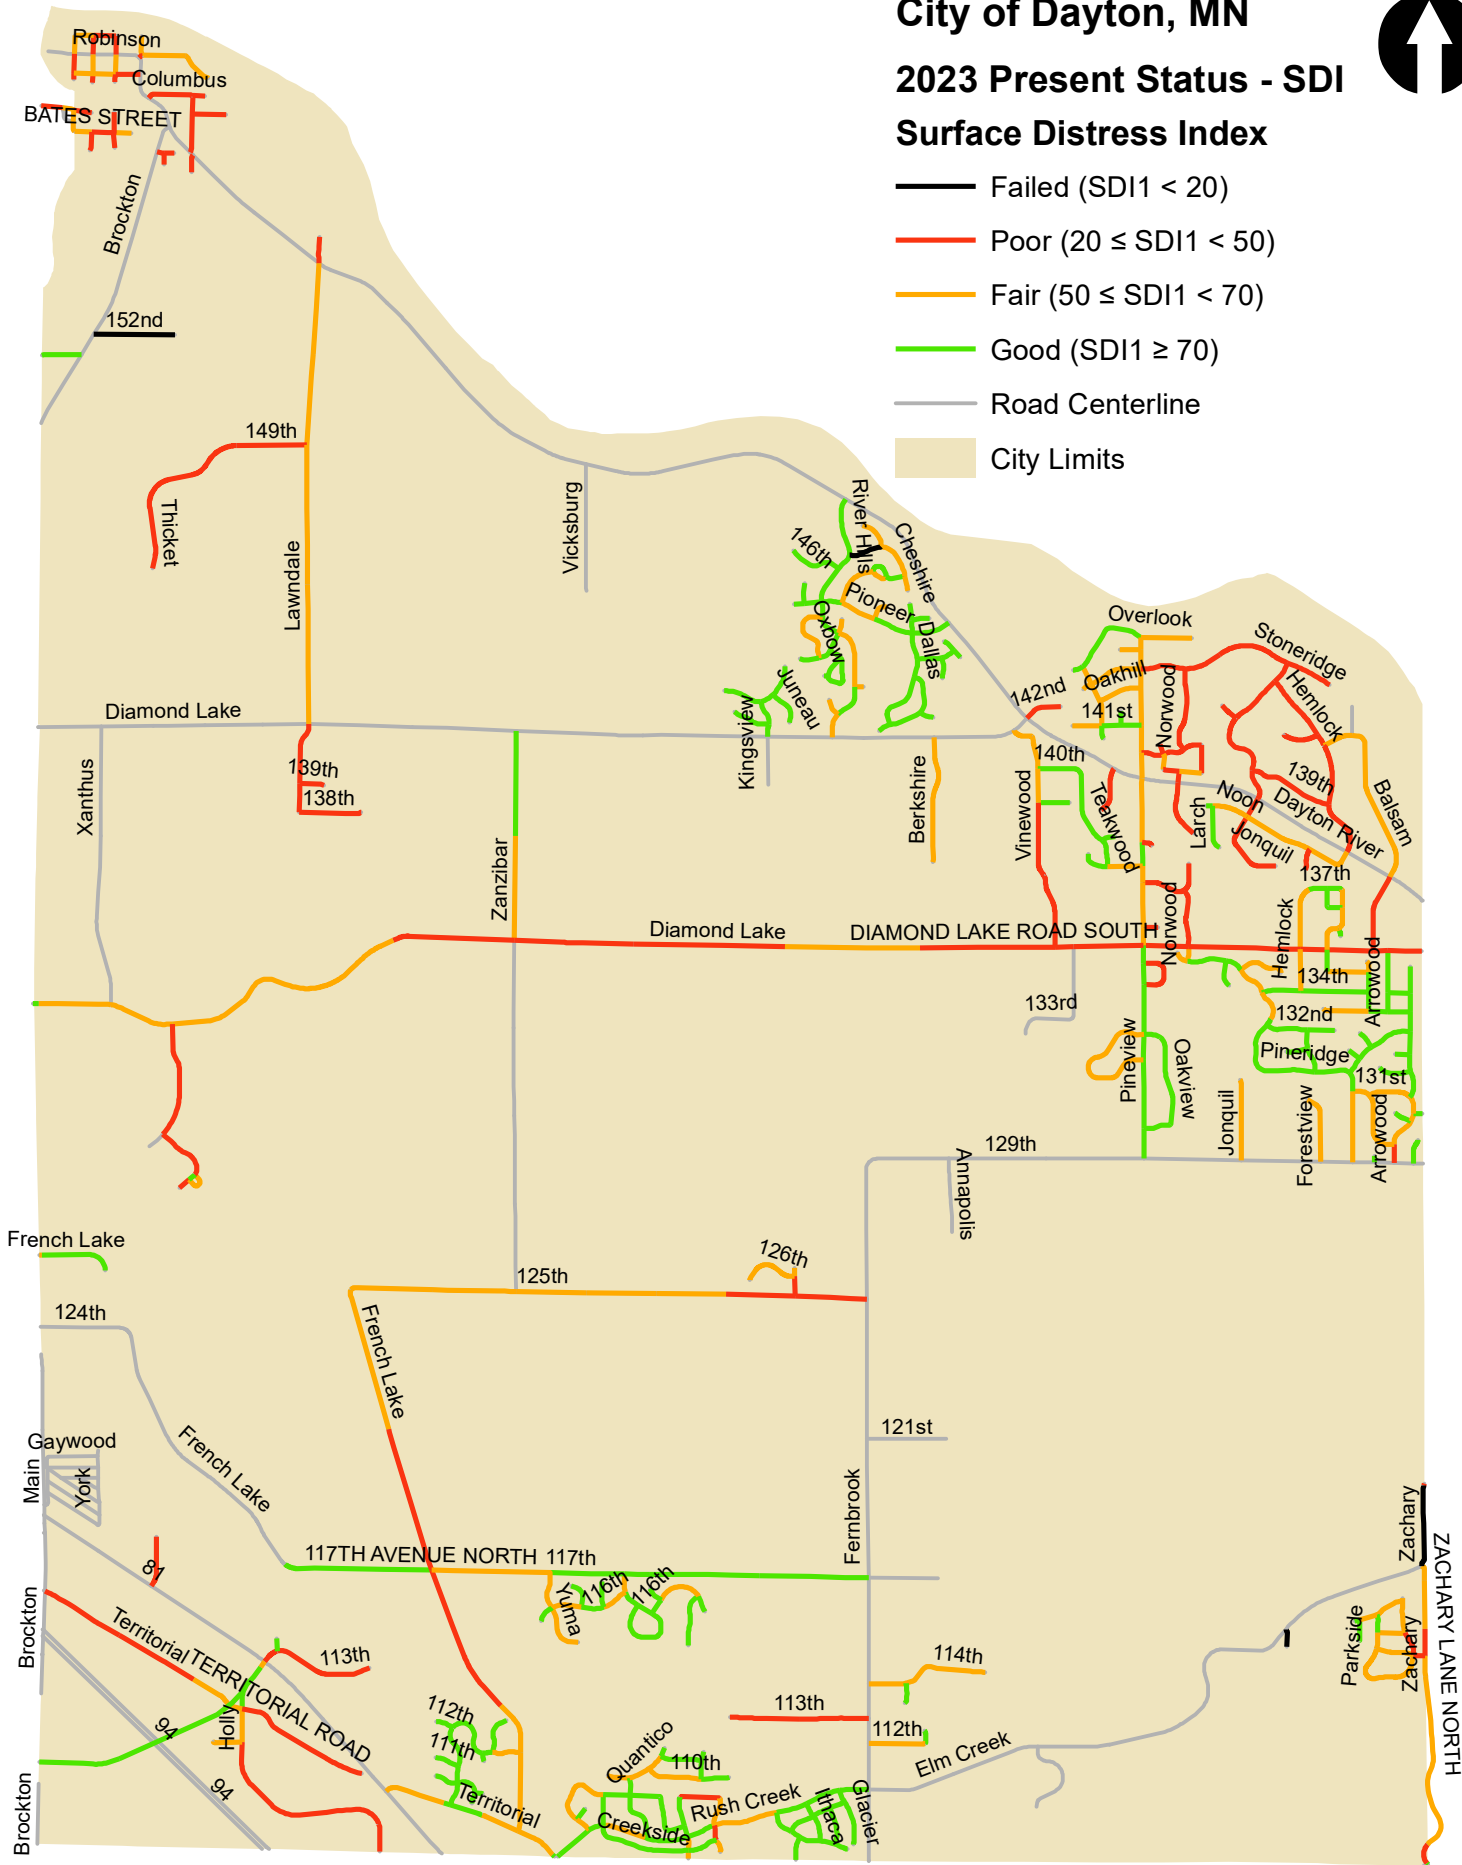 City of Dayton, MN
2023 Present Status - SDI
Surface Distress Index
Failed (SDI1 < 20)
Poor (20 ≤ SDI1 < 50)
Fair (50 ≤ SDI1 < 70)
Good (SDI1 ≥ 70)
Road Centerline
City Limits
Robinson
Columbus
BATES STREET
Brockton
152nd
149th
Thicket
Lawndale
Vicksburg
River Hills
Cheshire
146th
Pioneer
Oxbow
Dallas
Juneau
Kingsview
Overlook
Stoneridge
Oakhill
Norwood
Hemlock
142nd
141st
Diamond Lake
140th
139th
138th
Xanthus
Zanzibar
Berkshire
Vinewood
Teakwood
Larch
Noon
139th
Dayton River
Balsam
Jonquil
137th
Diamond Lake
DIAMOND LAKE ROAD SOUTH
Norwood
Hemlock
134th
Arrowood
133rd
132nd
Pineview
Oakview
Pineridge
131st
Jonquil
Forestview
Arrowood
129th
Annapolis
French Lake
126th
125th
124th
French Lake
121st
Gaywood
Main
York
French Lake
Fernbrook
Zachary
ZACHARY LANE NORTH
117TH AVENUE NORTH
117th
81
116th
116th
Yuma
Brockton
Territorial
TERRITORIAL ROAD
113th
114th
Parkside
Zachary
Holly
94
94
112th
111th
113th
112th
Quantico
110th
Elm Creek
Territorial
Creekside
Rush Creek
Ithaca
Glacier
Brockton